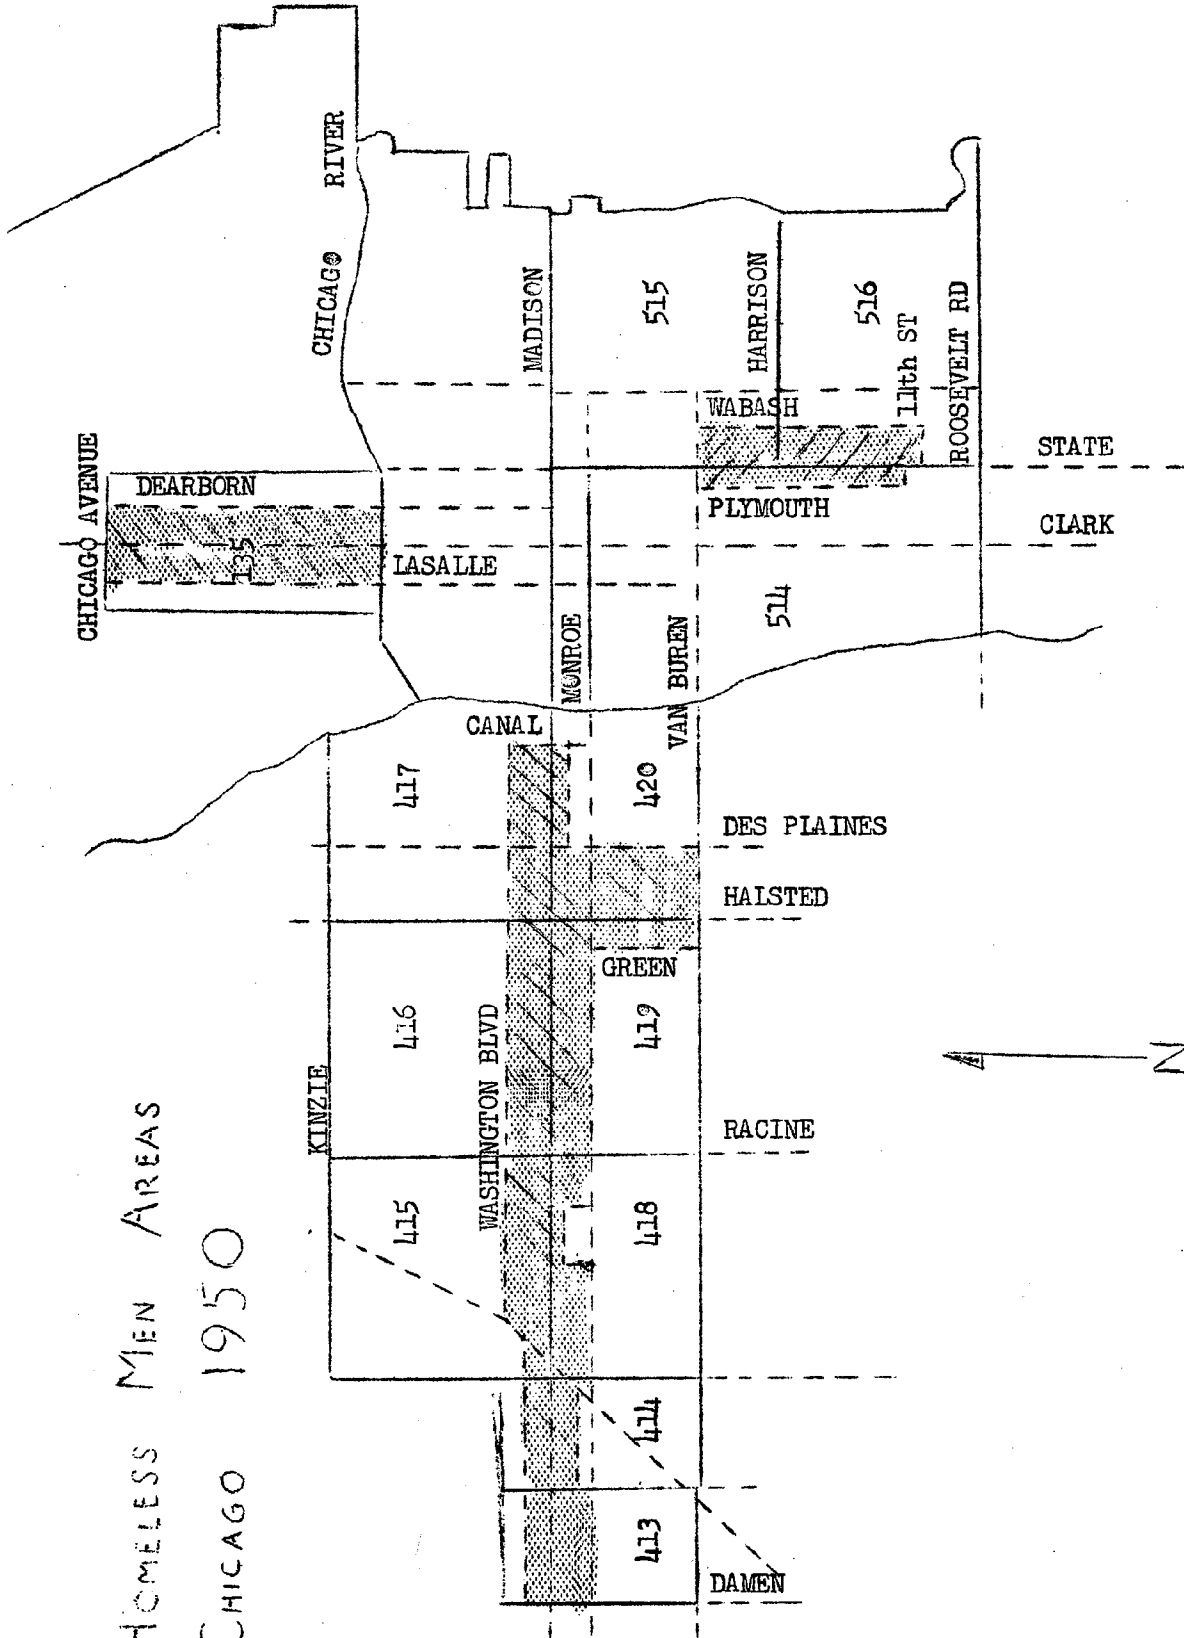 HOMELESS MEN AREAS
CHICAGO 1950
CHICAGO RIVER
CHICAGO AVENUE
DEARBORN
135
LASALLE
MADISON
515
HARRISON
516
11th ST
ROOSEVELT RD
WABASH
STATE
PLYMOUTH
CLARK
514
MONROE
VAN BUREN
CANAL
417
420
DES PLAINES
HALSTED
GREEN
416
419
WASHINGTON BLVD
KINZIE
RACINE
415
418
414
413
DAMEN
N